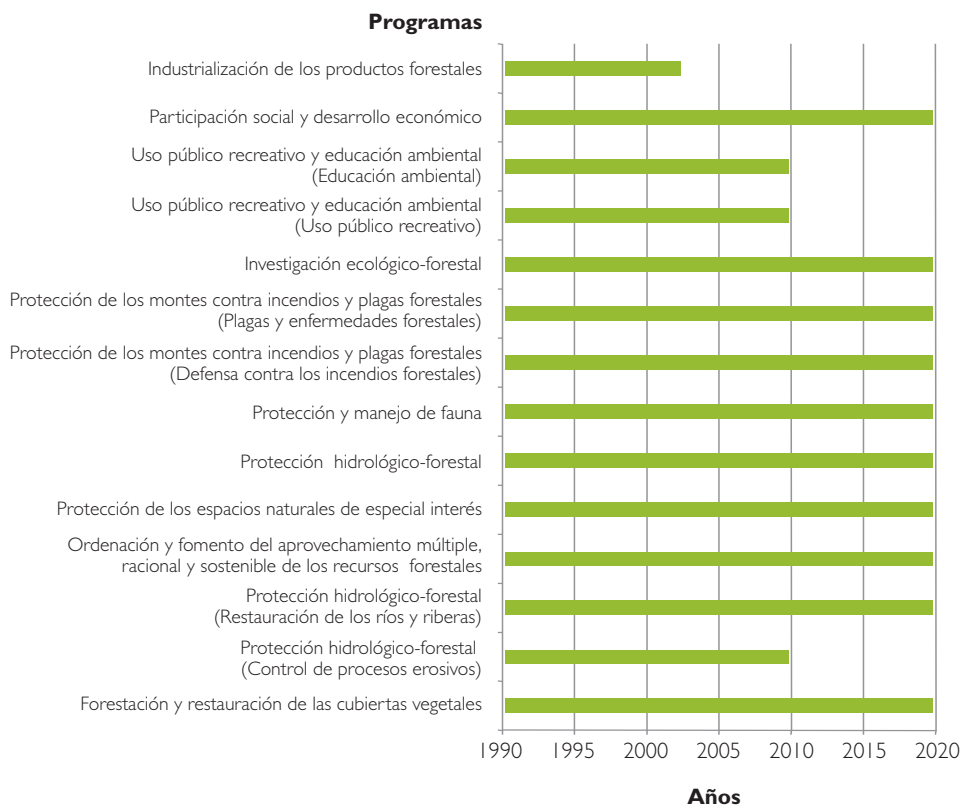 Programas
Industrialización de los productos forestales
Participación social y desarrollo económico
Uso público recreativo y educación ambiental
(Educación ambiental)
Uso público recreativo y educación ambiental
(Uso público recreativo)
Investigación ecológico-forestal
Protección de los montes contra incendios y plagas forestales
(Plagas y enfermedades forestales)
Protección de los montes contra incendios y plagas forestales
(Defensa contra los incendios forestales)
Protección y manejo de fauna
Protección hidrológico-forestal
Protección de los espacios naturales de especial interés
Ordenación y fomento del aprovechamiento múltiple,
racional y sostenible de los recursos forestales
Protección hidrológico-forestal
(Restauración de los ríos y riberas)
Protección hidrológico-forestal
(Control de procesos erosivos)
Forestación y restauración de las cubiertas vegetales
1990 1995 2000 2005 2010 2015 2020
Años